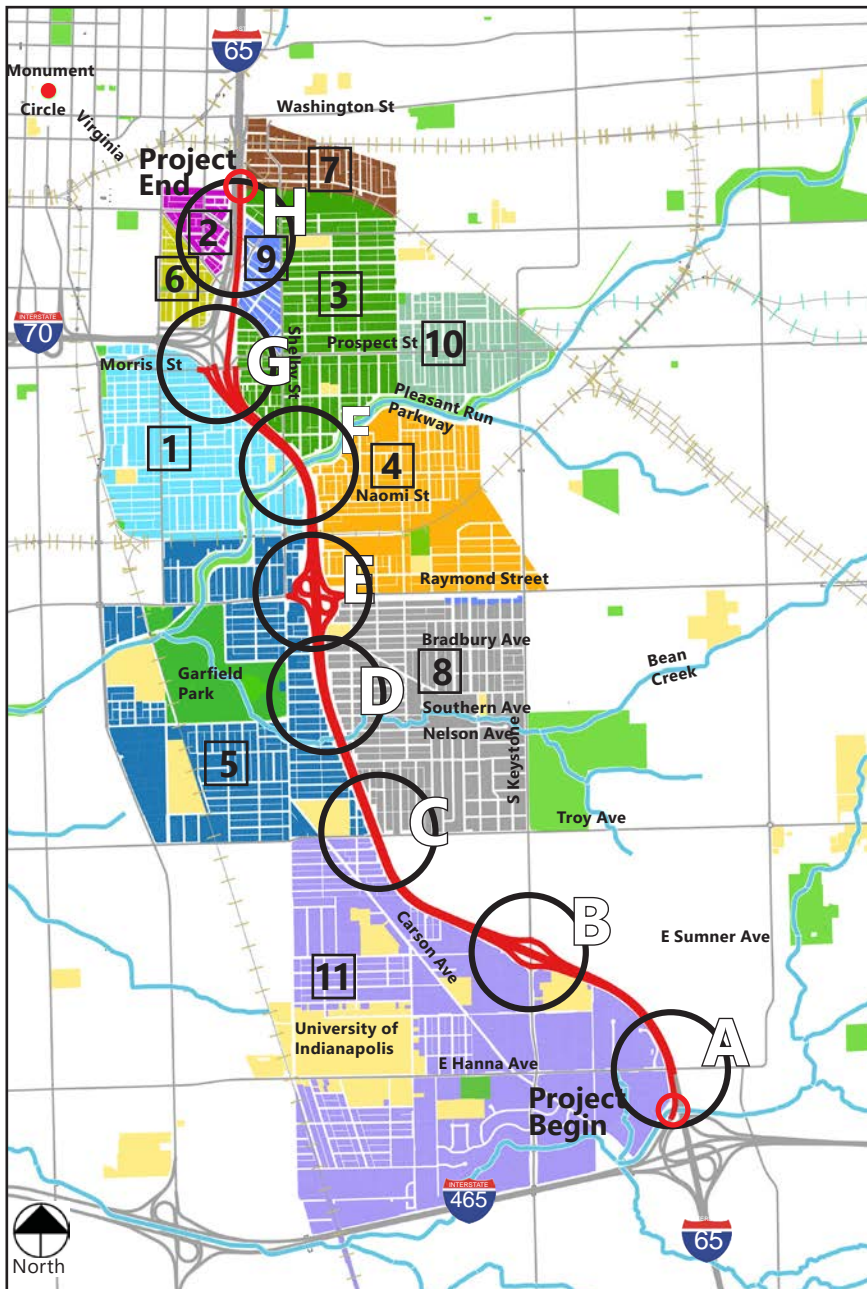 65
Monument
Circle
Washington St
Virginia
Project
End
7
H
2
9
6
3
INTERSTATE
70
Shelby St
Prospect St
10
G
Morris St
Pleasant Run
Parkway
F
1
4
Naomi St
E
Raymond Street
Bradbury Ave
Bean
Creek
Garfield
Park
8
D
Southern Ave
Nelson Ave
S Keystone
5
C
Troy Ave
B
E Sumner Ave
Carson Ave
11
University of
Indianapolis
A
E Hanna Ave
Project
Begin
INTERSTATE
465
65
North